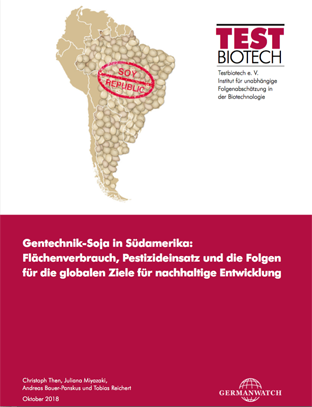 TEST
BIOTECH
Testbiotech e. V.
Institut für unabhängige
Folgenabschätzung in
der Biotechnologie
SOY
REPUBLIC
Gentechnik-Soja in Südamerika:
Flächenverbrauch, Pestizideinsatz und die Folgen
für die globalen Ziele für nachhaltige Entwicklung
Christoph Then, Juliana Miyazaki,
Andreas Bauer-Panskus und Tobias Reichert
Oktober 2018
GERMANWATCH